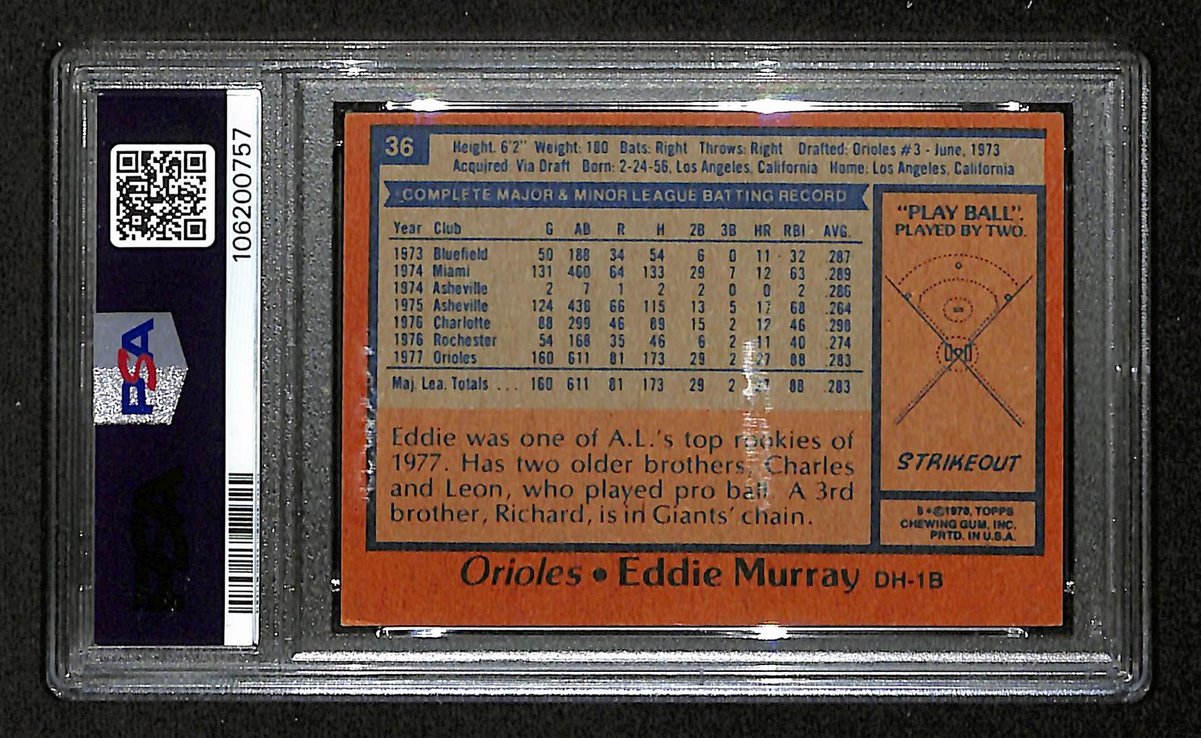 106200757
PSA
PSA
36
Height: 6'2" Weight: 180 Bats: Right Throws: Right Drafted: Orioles #3 - June, 1973
Acquired: Via Draft Born: 2-24-56, Los Angeles, California Home: Los Angeles, California
COMPLETE MAJOR & MINOR LEAGUE BATTING RECORD
Year Club G AB R H 2B 3B HR RBI AVG.
1973 Bluefield 50 188 34 54 6 0 11 32 .287
1974 Miami 131 460 64 133 29 7 12 63 .289
1974 Asheville 2 7 1 2 2 0 0 2 .286
1975 Asheville 124 436 66 115 13 5 17 68 .264
1976 Charlotte 88 299 46 89 15 2 12 46 .298
1976 Rochester 54 168 35 46 6 2 11 40 .274
1977 Orioles 160 611 81 173 29 2 27 88 .283
Maj. Lea. Totals ... 160 611 81 173 29 2 27 88 .283
Eddie was one of A.L.'s top rookies of
1977. Has two older brothers, Charles
and Leon, who played pro ball. A 3rd
brother, Richard, is in Giants' chain.
"PLAY BALL".
PLAYED BY TWO.
STRIKEOUT
©1978, TOPPS
CHEWING GUM, INC.
PRTD. IN U.S.A.
Orioles • Eddie Murray DH-1B